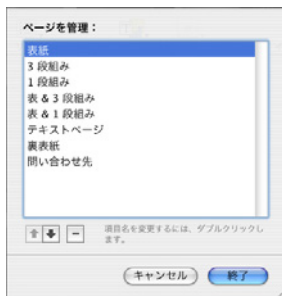 ページを管理：
表紙
3 段組み
1 段組み
表 & 3 段組み
表 & 1 段組み
テキストページ
裏表紙
問い合わせ先
項目名を変更するには、ダブルクリックし
ます。
キャンセル
終了